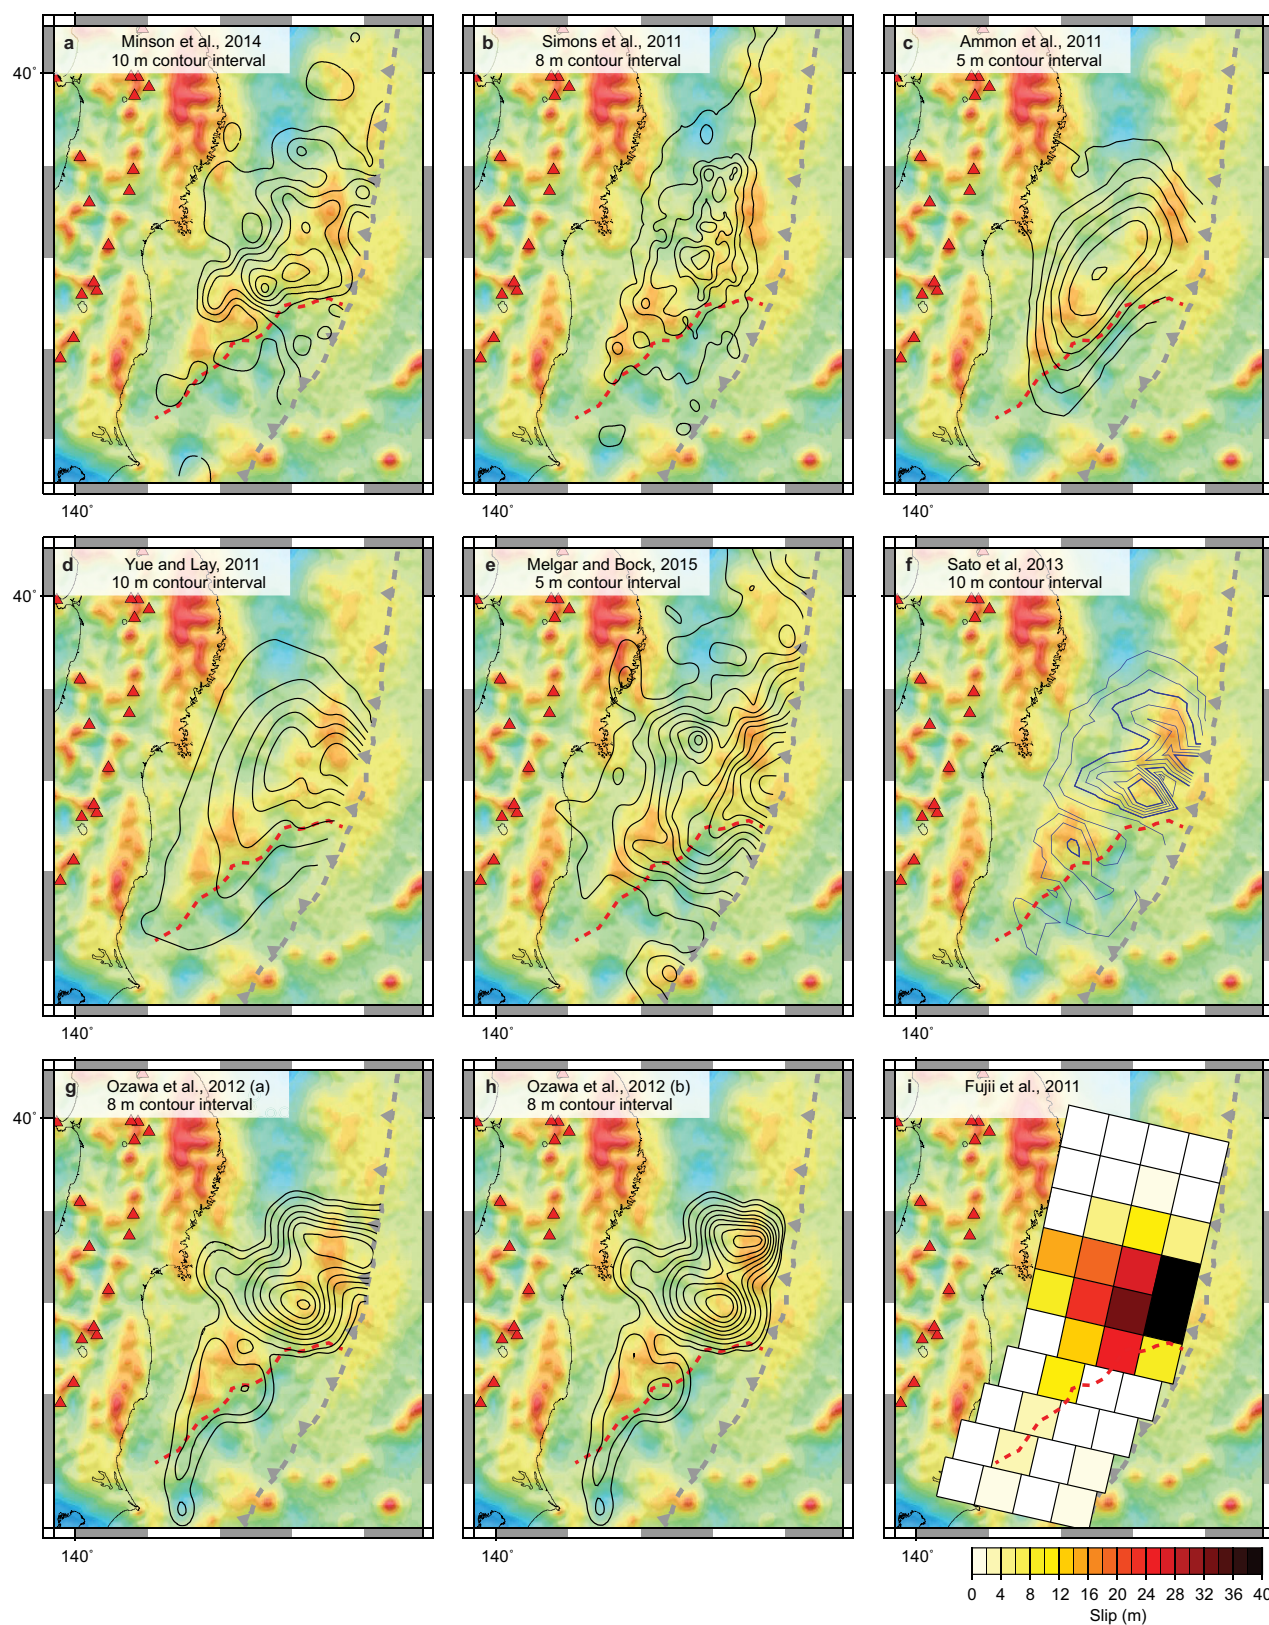 a
Minson et al., 2014
10 m contour interval
b
Simons et al., 2011
8 m contour interval
c
Ammon et al., 2011
5 m contour interval
40°
140°
140°
140°
d
Yue and Lay, 2011
10 m contour interval
e
Melgar and Bock, 2015
5 m contour interval
f
Sato et al, 2013
10 m contour interval
40°
140°
140°
140°
g
Ozawa et al., 2012 (a)
8 m contour interval
h
Ozawa et al., 2012 (b)
8 m contour interval
i
Fujii et al., 2011
40°
140°
140°
140°
0 4 8 12 16 20 24 28 32 36 40
Slip (m)